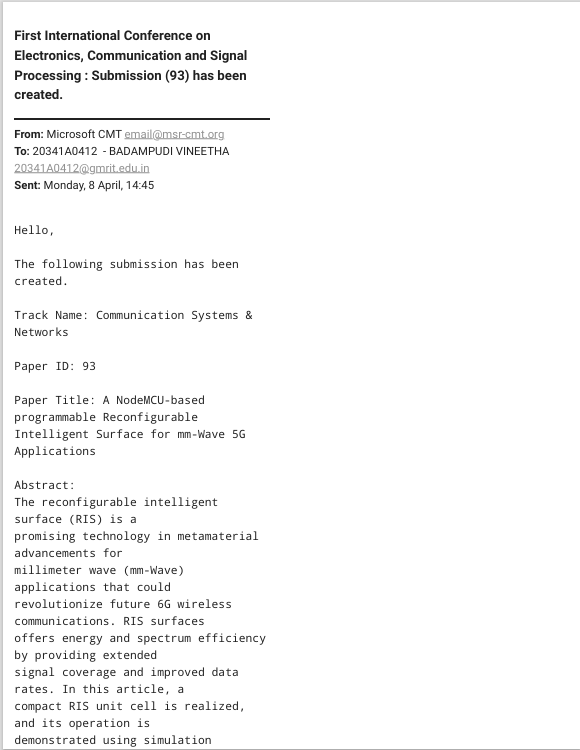 First International Conference on
Electronics, Communication and Signal
Processing : Submission (93) has been
created.
From: Microsoft CMT email@msr-cmt.org
To: 20341A0412 - BADAMPUDI VINEETHA
20341A0412@gmrit.edu.in
Sent: Monday, 8 April, 14:45
Hello,
The following submission has been
created.
Track Name: Communication Systems &
Networks
Paper ID: 93
Paper Title: A NodeMCU-based
programmable Reconfigurable
Intelligent Surface for mm-Wave 5G
Applications
Abstract:
The reconfigurable intelligent
surface (RIS) is a
promising technology in metamaterial
advancements for
millimeter wave (mm-Wave)
applications that could
revolutionize future 6G wireless
communications. RIS surfaces
offers energy and spectrum efficiency
by providing extended
signal coverage and improved data
rates. In this article, a
compact RIS unit cell is realized,
and its operation is
demonstrated using simulation